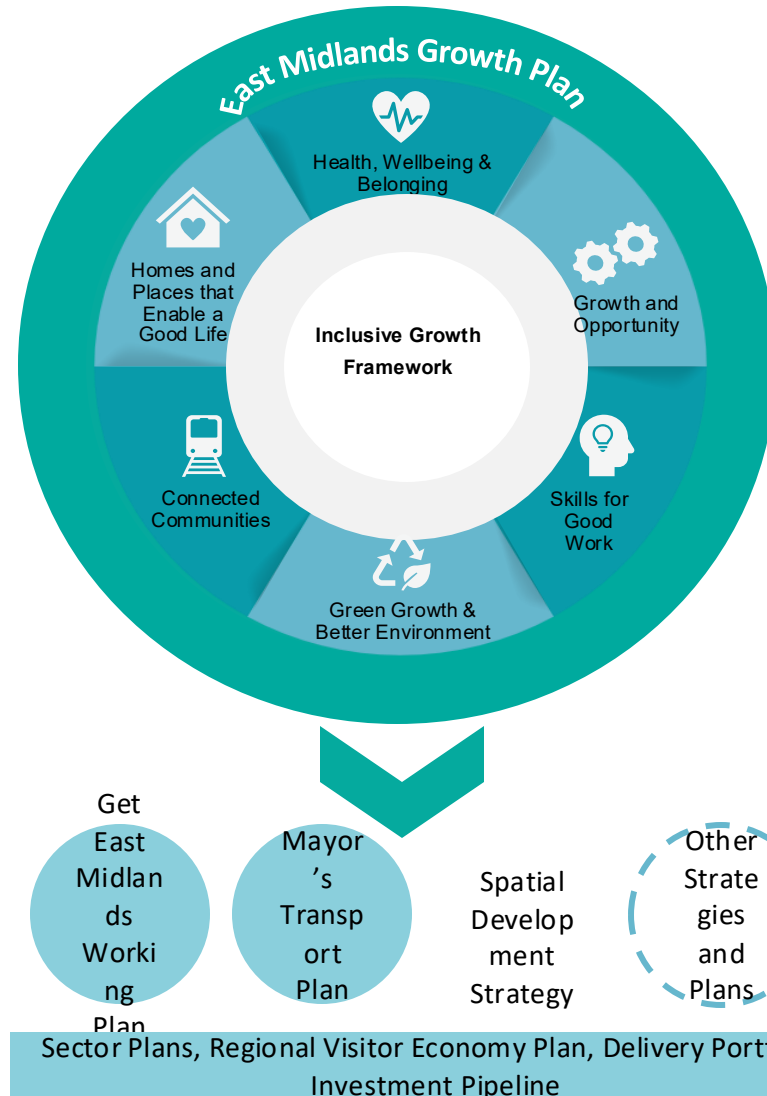 East Midlands Growth Plan
Health, Wellbeing &
Belonging
Homes and
Places that
Enable a
Good Life
Growth and
Opportunity
Inclusive Growth
Framework
Connected
Communities
Skills for
Good
Work
Green Growth &
Better Environment
Get
East
Midlan
ds
Worki
ng
Plan
Mayor
’s
Transp
ort
Plan
Spatial
Develop
ment
Strategy
Other
Strate
gies
and
Plans
Sector Plans, Regional Visitor Economy Plan, Delivery Port
Investment Pipeline